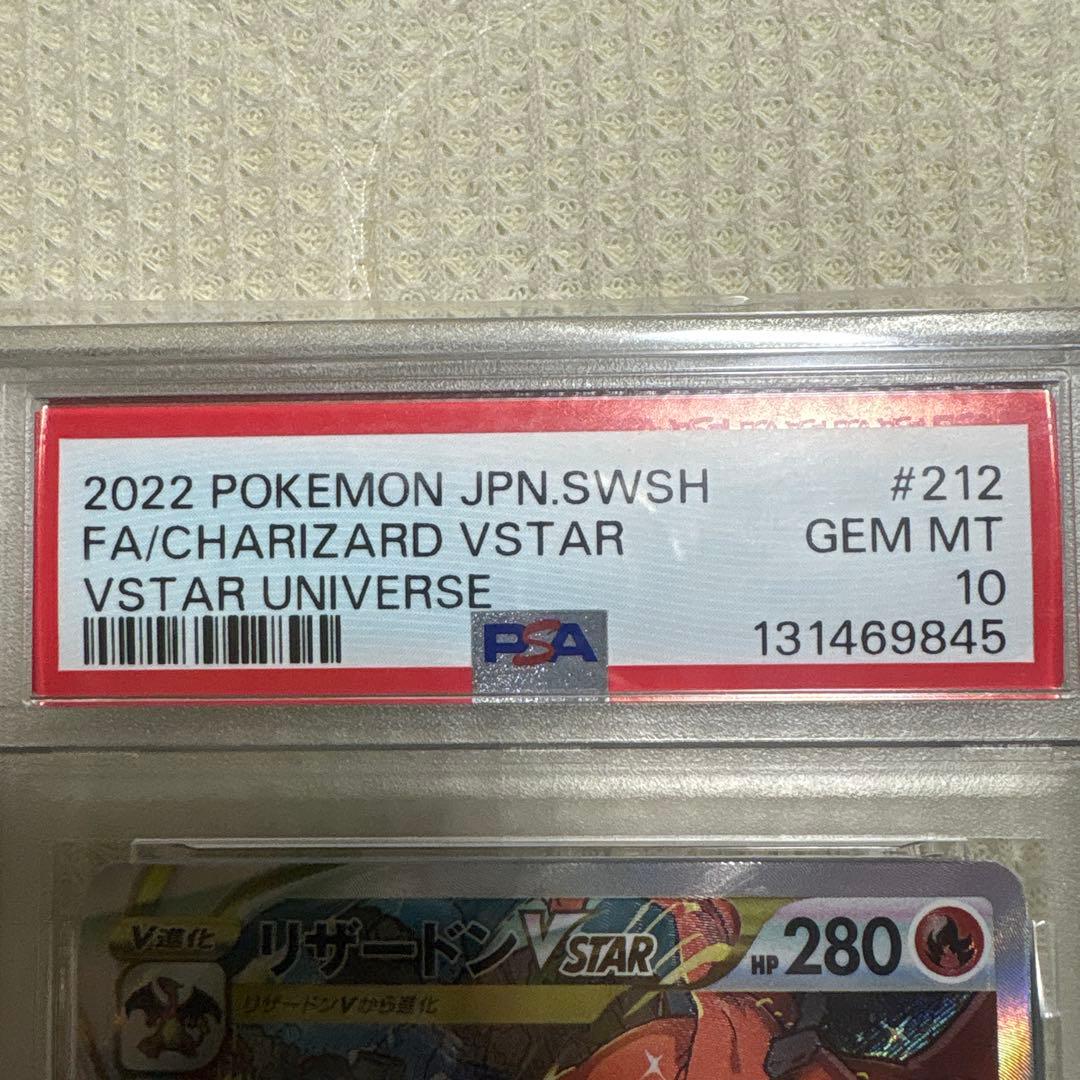 2022 POKEMON JPN.SWSH #212
FA/CHARIZARD VSTAR GEM MT
VSTAR UNIVERSE 10
PSA 131469845
V進化 リザードンVSTAR HP 280
リザードンVから進化